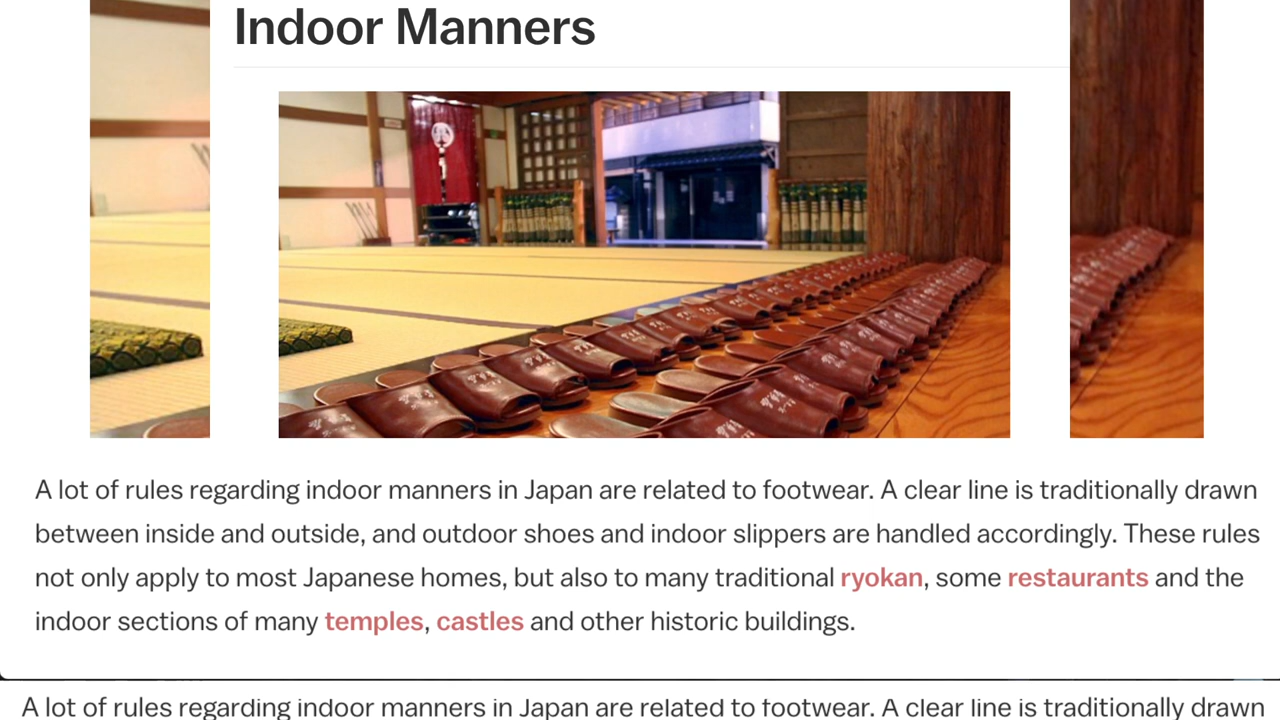 Indoor Manners
A lot of rules regarding indoor manners in Japan are related to footwear. A clear line is traditionally drawn
between inside and outside, and outdoor shoes and indoor slippers are handled accordingly. These rules
not only apply to most Japanese homes, but also to many traditional ryokan, some restaurants and the
indoor sections of many temples, castles and other historic buildings.
A lot of rules regarding indoor manners in Japan are related to footwear. A clear line is traditionally drawn